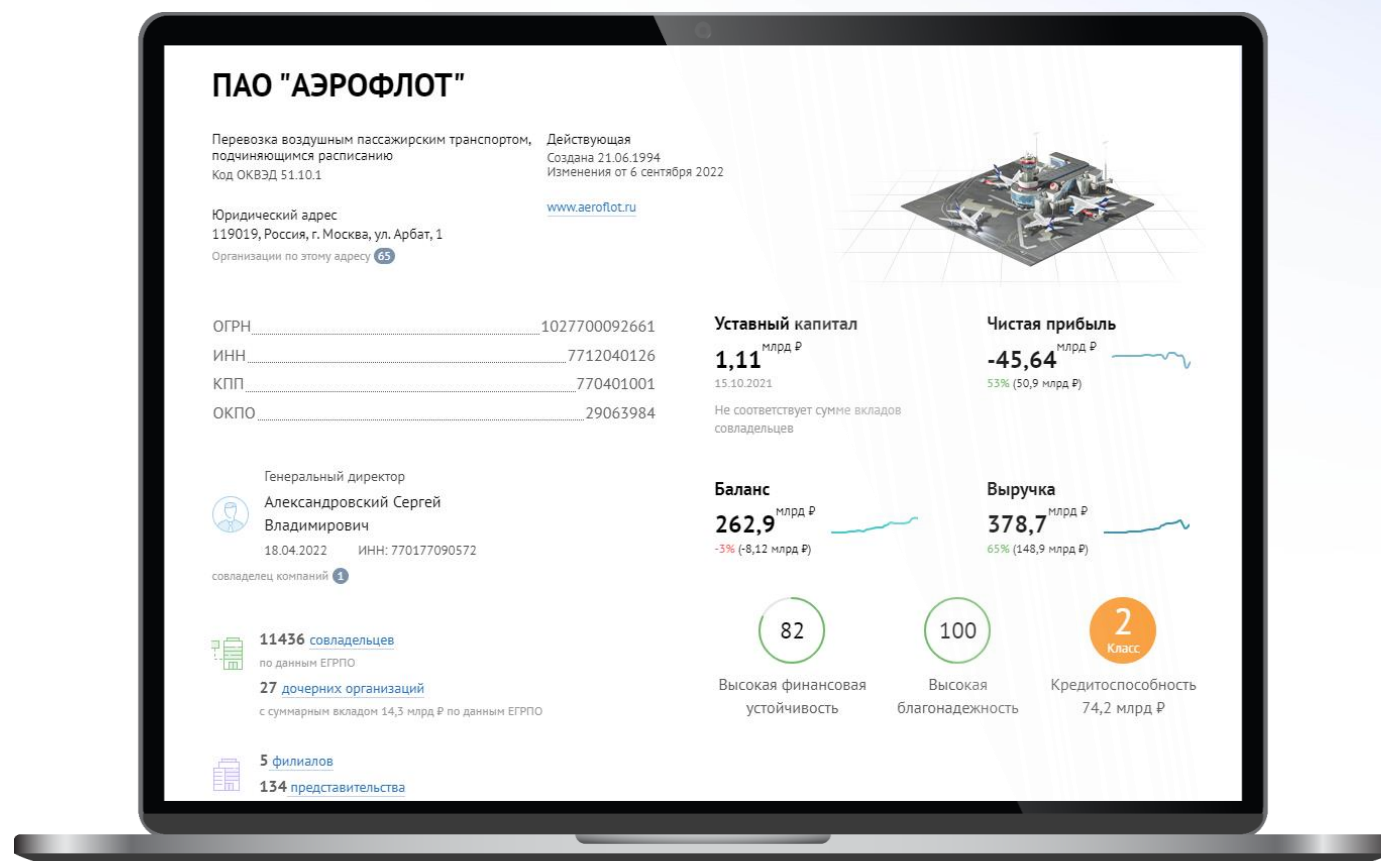 ПАО "АЭРОФЛОТ"
Перевозка воздушным пассажирским транспортом,
подчиняющимся расписанию
Код ОКВЭД 51.10.1
Действующая
Создана 21.06.1994
Изменения от 6 сентября 2022
www.aeroflot.ru
Юридический адрес
119019, Россия, г. Москва, ул. Арбат, 1
Организации по этому адресу 65
ОГРН 1027700092661
ИНН 7712040126
КПП 770401001
ОКПО 29063984
Уставный капитал
1,11 млрд ₽
15.10.2021
Не соответствует сумме вкладов
совладельцев
Чистая прибыль
-45,64 млрд ₽
53% (50,9 млрд ₽)
Генеральный директор
Александровский Сергей
Владимирович
18.04.2022 ИНН: 770177090572
совладелец компаний 1
Баланс
262,9 млрд ₽
-3% (-8,12 млрд ₽)
Выручка
378,7 млрд ₽
65% (148,9 млрд ₽)
11436 совладельцев
по данным ЕГРПО
27 дочерних организаций
с суммарным вкладом 14,3 млрд ₽ по данным ЕГРПО
5 филиалов
134 представительства
82
Высокая финансовая
устойчивость
100
Высокая
благонадежность
2
Класс
Кредитоспособность
74,2 млрд ₽